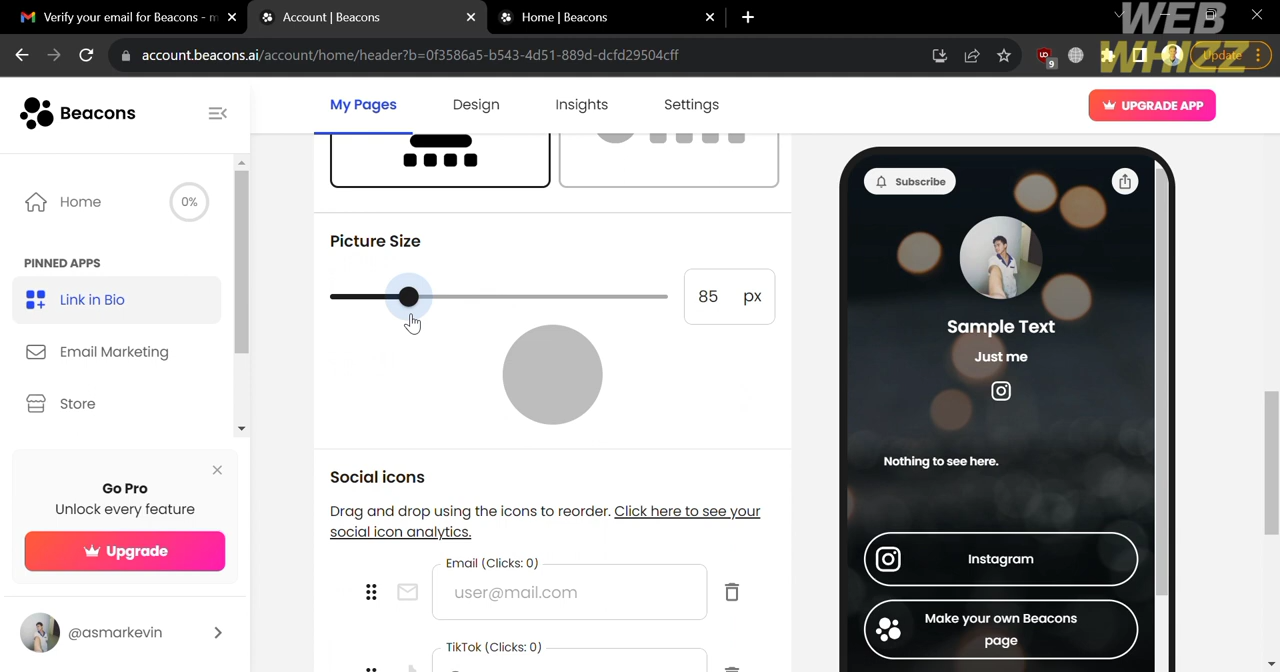 Verify your email for Beacons - m
Account | Beacons
Home | Beacons
WEB
WHIZZ
account.beacons.ai/account/home/header?b=0f3586a5-b543-4d51-889d-dcfd29504cff
9
Update
Beacons
My Pages
Design
Insights
Settings
UPGRADE APP
Home
0%
PINNED APPS
Link in Bio
Email Marketing
Store
Go Pro
Unlock every feature
Upgrade
@asmarkevin
Picture Size
85 px
Social icons
Drag and drop using the icons to reorder. Click here to see your
social icon analytics.
Email (Clicks: 0)
user@mail.com
TikTok (Clicks: 0)
Subscribe
Sample Text
Just me
Nothing to see here.
Instagram
Make your own Beacons
page